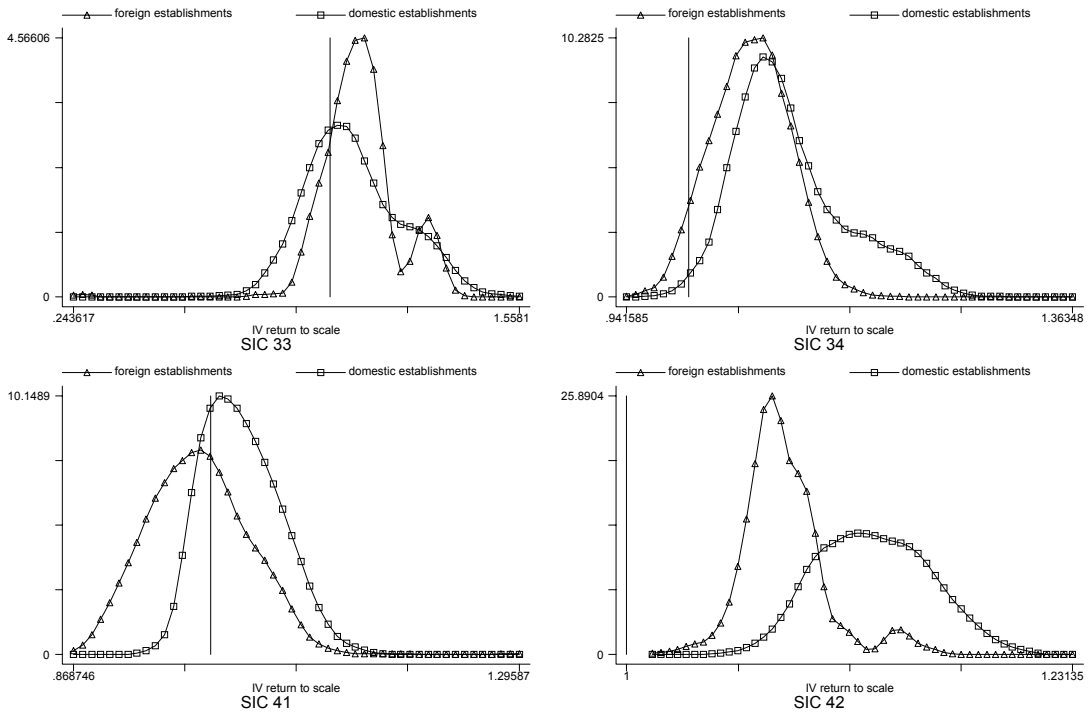 foreign establishments domestic establishments
4.56606
0
.243617 1.5581
IV return to scale
SIC 33
foreign establishments domestic establishments
10.2825
0
.941585 1.36348
IV return to scale
SIC 34
foreign establishments domestic establishments
10.1489
0
.868746 1.29587
IV return to scale
SIC 41
foreign establishments domestic establishments
25.8904
0
1 1.23135
IV return to scale
SIC 42